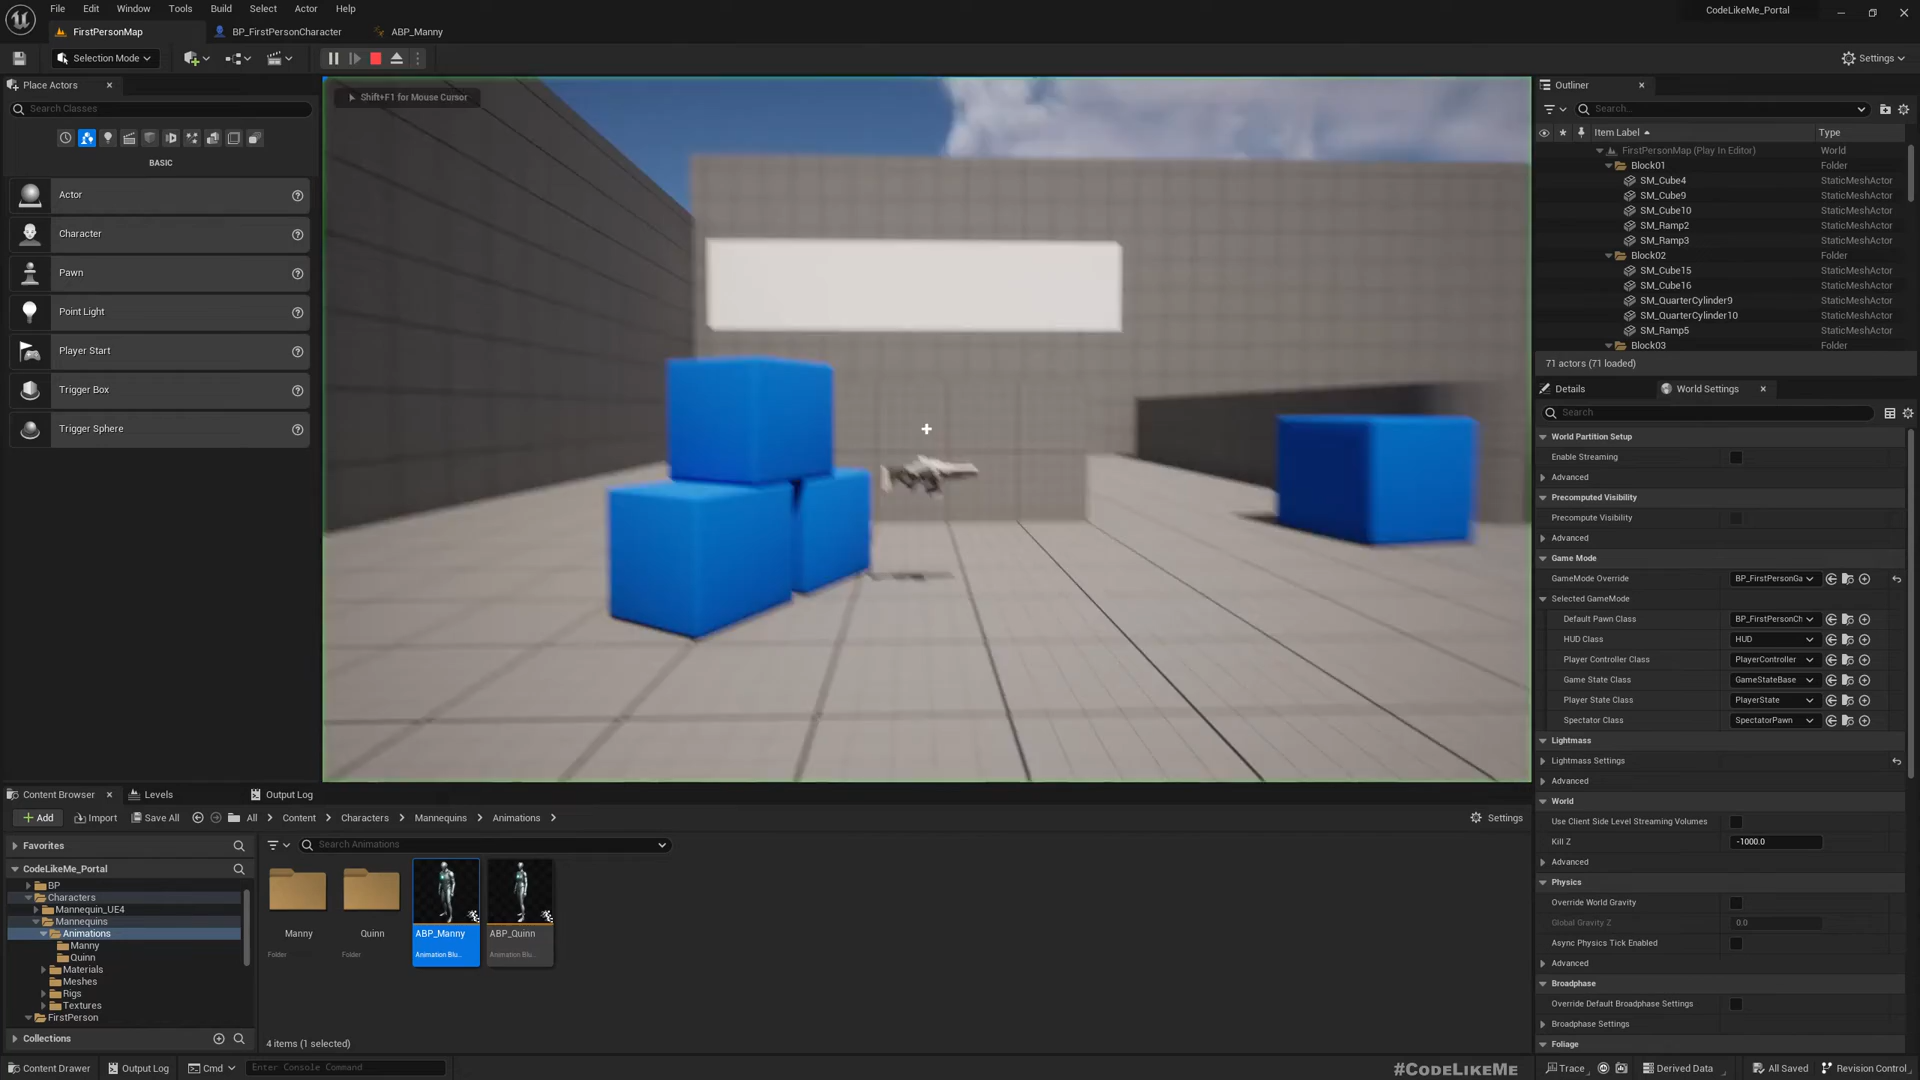 File Edit Window Tools Build Select Actor Help
CodeLikeMe_Portal
FirstPersonMap
BP_FirstPersonCharacter
ABP_Manny
Selection Mode
Settings
Place Actors
Search Classes
BASIC
Actor
Character
Pawn
Point Light
Player Start
Trigger Box
Trigger Sphere
Shift+F1 for Mouse Cursor
Outliner
Search...
Item Label Type
FirstPersonMap (Play In Editor) World
Block01 Folder
SM_Cube4 StaticMeshActor
SM_Cube9 StaticMeshActor
SM_Cube10 StaticMeshActor
SM_Ramp2 StaticMeshActor
SM_Ramp3 StaticMeshActor
Block02 Folder
SM_Cube15 StaticMeshActor
SM_Cube16 StaticMeshActor
SM_QuarterCylinder9 StaticMeshActor
SM_QuarterCylinder10 StaticMeshActor
SM_Ramp5 StaticMeshActor
Block03 Folder
71 actors (71 loaded)
Details
World Settings
Search
World Partition Setup
Enable Streaming
Advanced
Precomputed Visibility
Precompute Visibility
Advanced
Game Mode
GameMode Override BP_FirstPersonGa
Selected GameMode
Default Pawn Class BP_FirstPersonCh
HUD Class HUD
Player Controller Class PlayerController
Game State Class GameStateBase
Player State Class PlayerState
Spectator Class SpectatorPawn
Lightmass
Lightmass Settings
Advanced
World
Use Client Side Level Streaming Volumes
Kill Z -1000.0
Advanced
Physics
Override World Gravity
Global Gravity Z 0.0
Async Physics Tick Enabled
Advanced
Broadphase
Override Default Broadphase Settings
Broadphase Settings
Foliage
Content Browser
Levels
Output Log
Add Import Save All All > Content > Characters > Mannequins > Animations >
Settings
Favorites
CodeLikeMe_Portal
BP
Characters
Mannequin_UE4
Mannequins
Animations
Manny
Quinn
Materials
Meshes
Rigs
Textures
FirstPerson
Collections
Search Animations
Manny
Folder
Quinn
Folder
ABP_Manny
Animation Blu...
ABP_Quinn
Animation Blu...
4 items (1 selected)
Content Drawer Output Log Cmd Enter Console Command
#CodeLikeMe
Trace Derived Data All Saved Revision Control